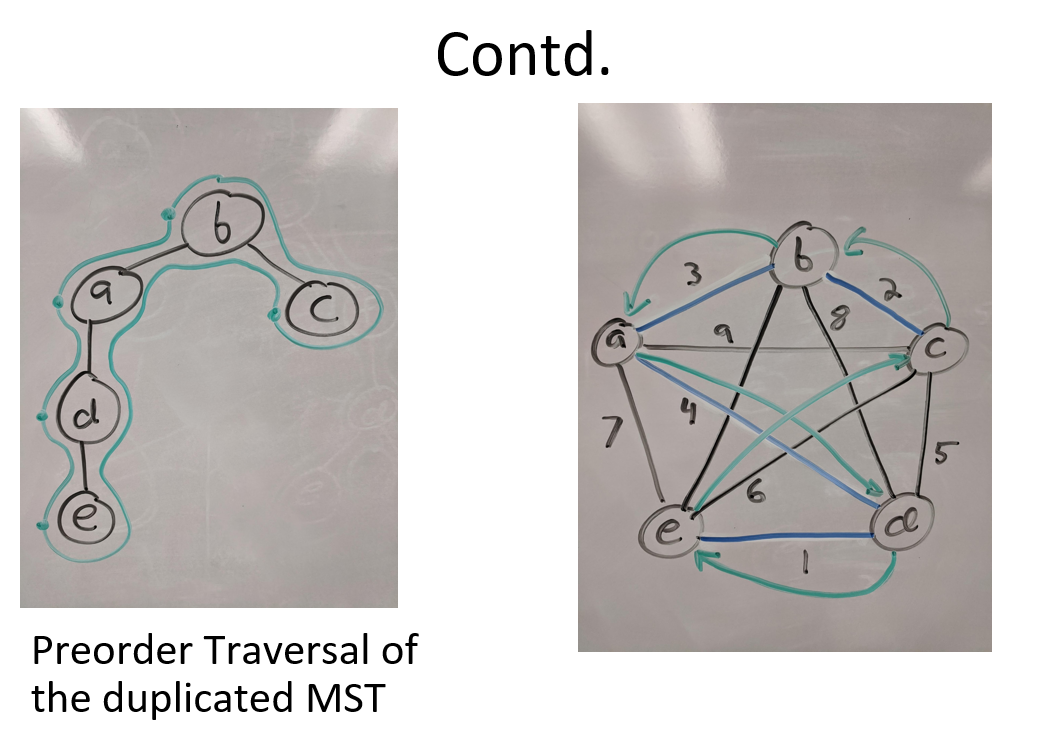 Contd.
b
a
c
d
e
b
3
2
8
a
9
c
7
4
5
6
e
d
1
Preorder Traversal of
the duplicated MST